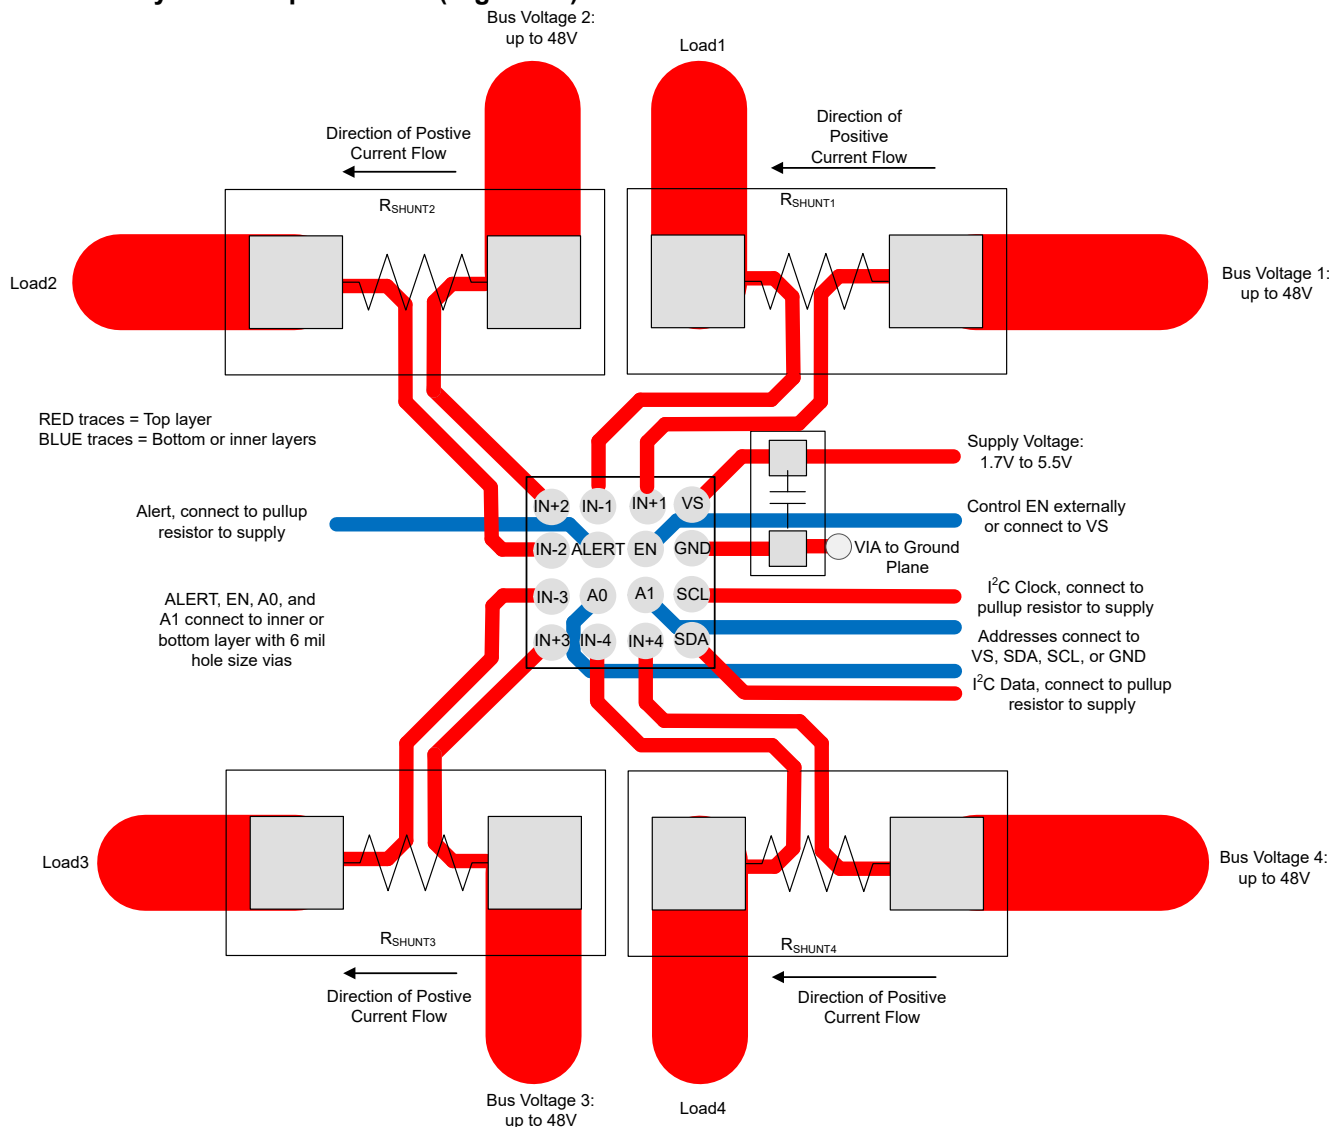 Bus Voltage 2:
up to 48V
Load1
Direction of Postive
Current Flow
Direction of
Positive
Current Flow
RSHUNT2
RSHUNT1
Load2
Bus Voltage 1:
up to 48V
RED traces = Top layer
BLUE traces = Bottom or inner layers
Supply Voltage:
1.7V to 5.5V
Alert, connect to pullup
resistor to supply
Control EN externally
or connect to VS
IN+2 IN-1 IN+1 VS
IN-2 ALERT EN GND
VIA to Ground
Plane
ALERT, EN, A0, and
A1 connect to inner or
bottom layer with 6 mil
hole size vias
IN-3 A0 A1 SCL
IN+3 IN-4 IN+4 SDA
I2C Clock, connect to
pullup resistor to supply
Addresses connect to
VS, SDA, SCL, or GND
I2C Data, connect to pullup
resistor to supply
Load3
Bus Voltage 4:
up to 48V
RSHUNT3
RSHUNT4
Direction of Postive
Current Flow
Direction of Positive
Current Flow
Bus Voltage 3:
up to 48V
Load4